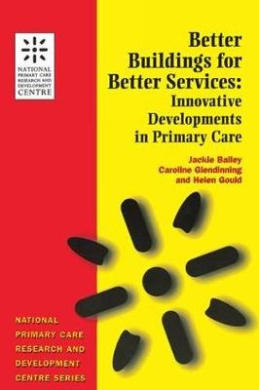 NATIONAL
PRIMARY CARE
RESEARCH AND
DEVELOPMENT
CENTRE
Better
Buildings for
Better Services:
Innovative
Developments
in Primary Care
Jackie Bailey
Caroline Glendinning
and Helen Gould
NATIONAL
PRIMARY CARE
RESEARCH AND
DEVELOPMENT
CENTRE SERIES